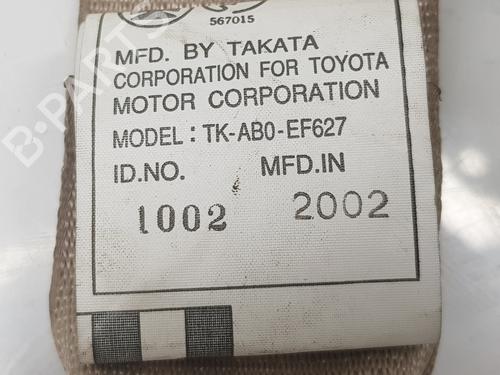 567015
MFD. BY TAKATA
CORPORATION FOR TOYOTA
MOTOR CORPORATION
MODEL : TK-AB0-EF627
ID.NO. MFD.IN
1002 2002
B-PARTS